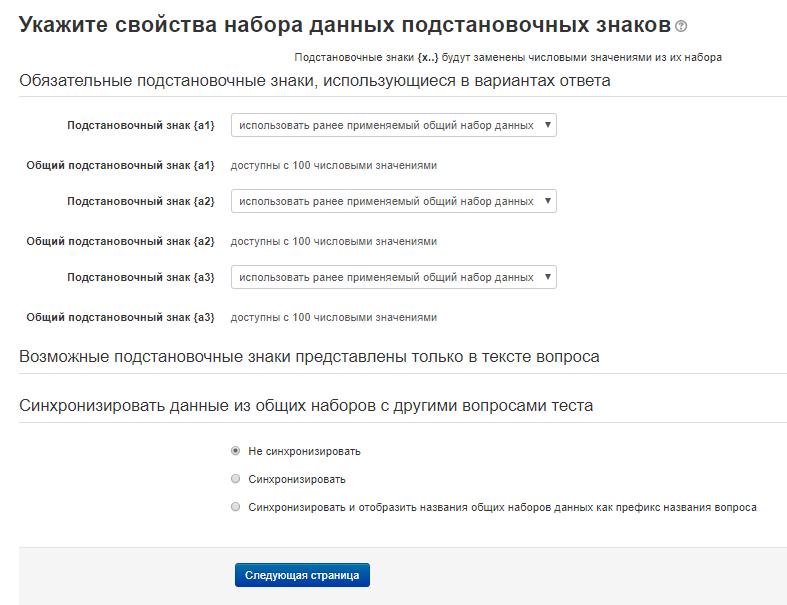 Укажите свойства набора данных подстановочных знаков
Подстановочные знаки {x..} будут заменены числовыми значениями из их набора
Обязательные подстановочные знаки, использующиеся в вариантах ответа
Подстановочный знак {a1} использовать ранее применяемый общий набор данных
Общий подстановочный знак {a1} доступны с 100 числовыми значениями
Подстановочный знак {a2} использовать ранее применяемый общий набор данных
Общий подстановочный знак {a2} доступны с 100 числовыми значениями
Подстановочный знак {a3} использовать ранее применяемый общий набор данных
Общий подстановочный знак {a3} доступны с 100 числовыми значениями
Возможные подстановочные знаки представлены только в тексте вопроса
Синхронизировать данные из общих наборов с другими вопросами теста
Не синхронизировать
Синхронизировать
Синхронизировать и отобразить названия общих наборов данных как префикс названия вопроса
Следующая страница